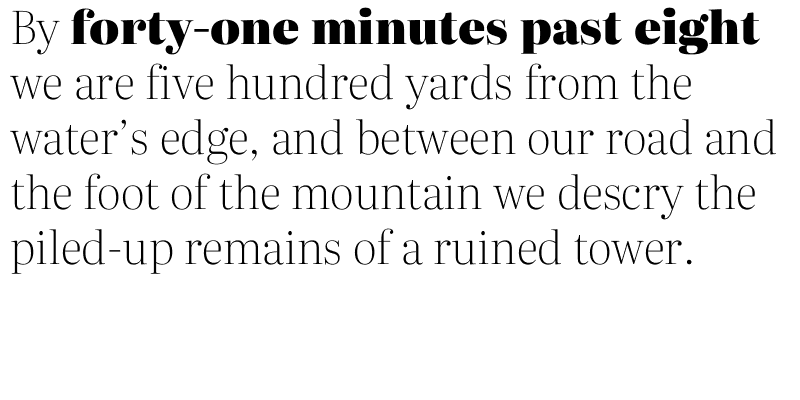 By forty-one minutes past eight
we are five hundred yards from the
water’s edge, and between our road and
the foot of the mountain we descry the
piled-up remains of a ruined tower.